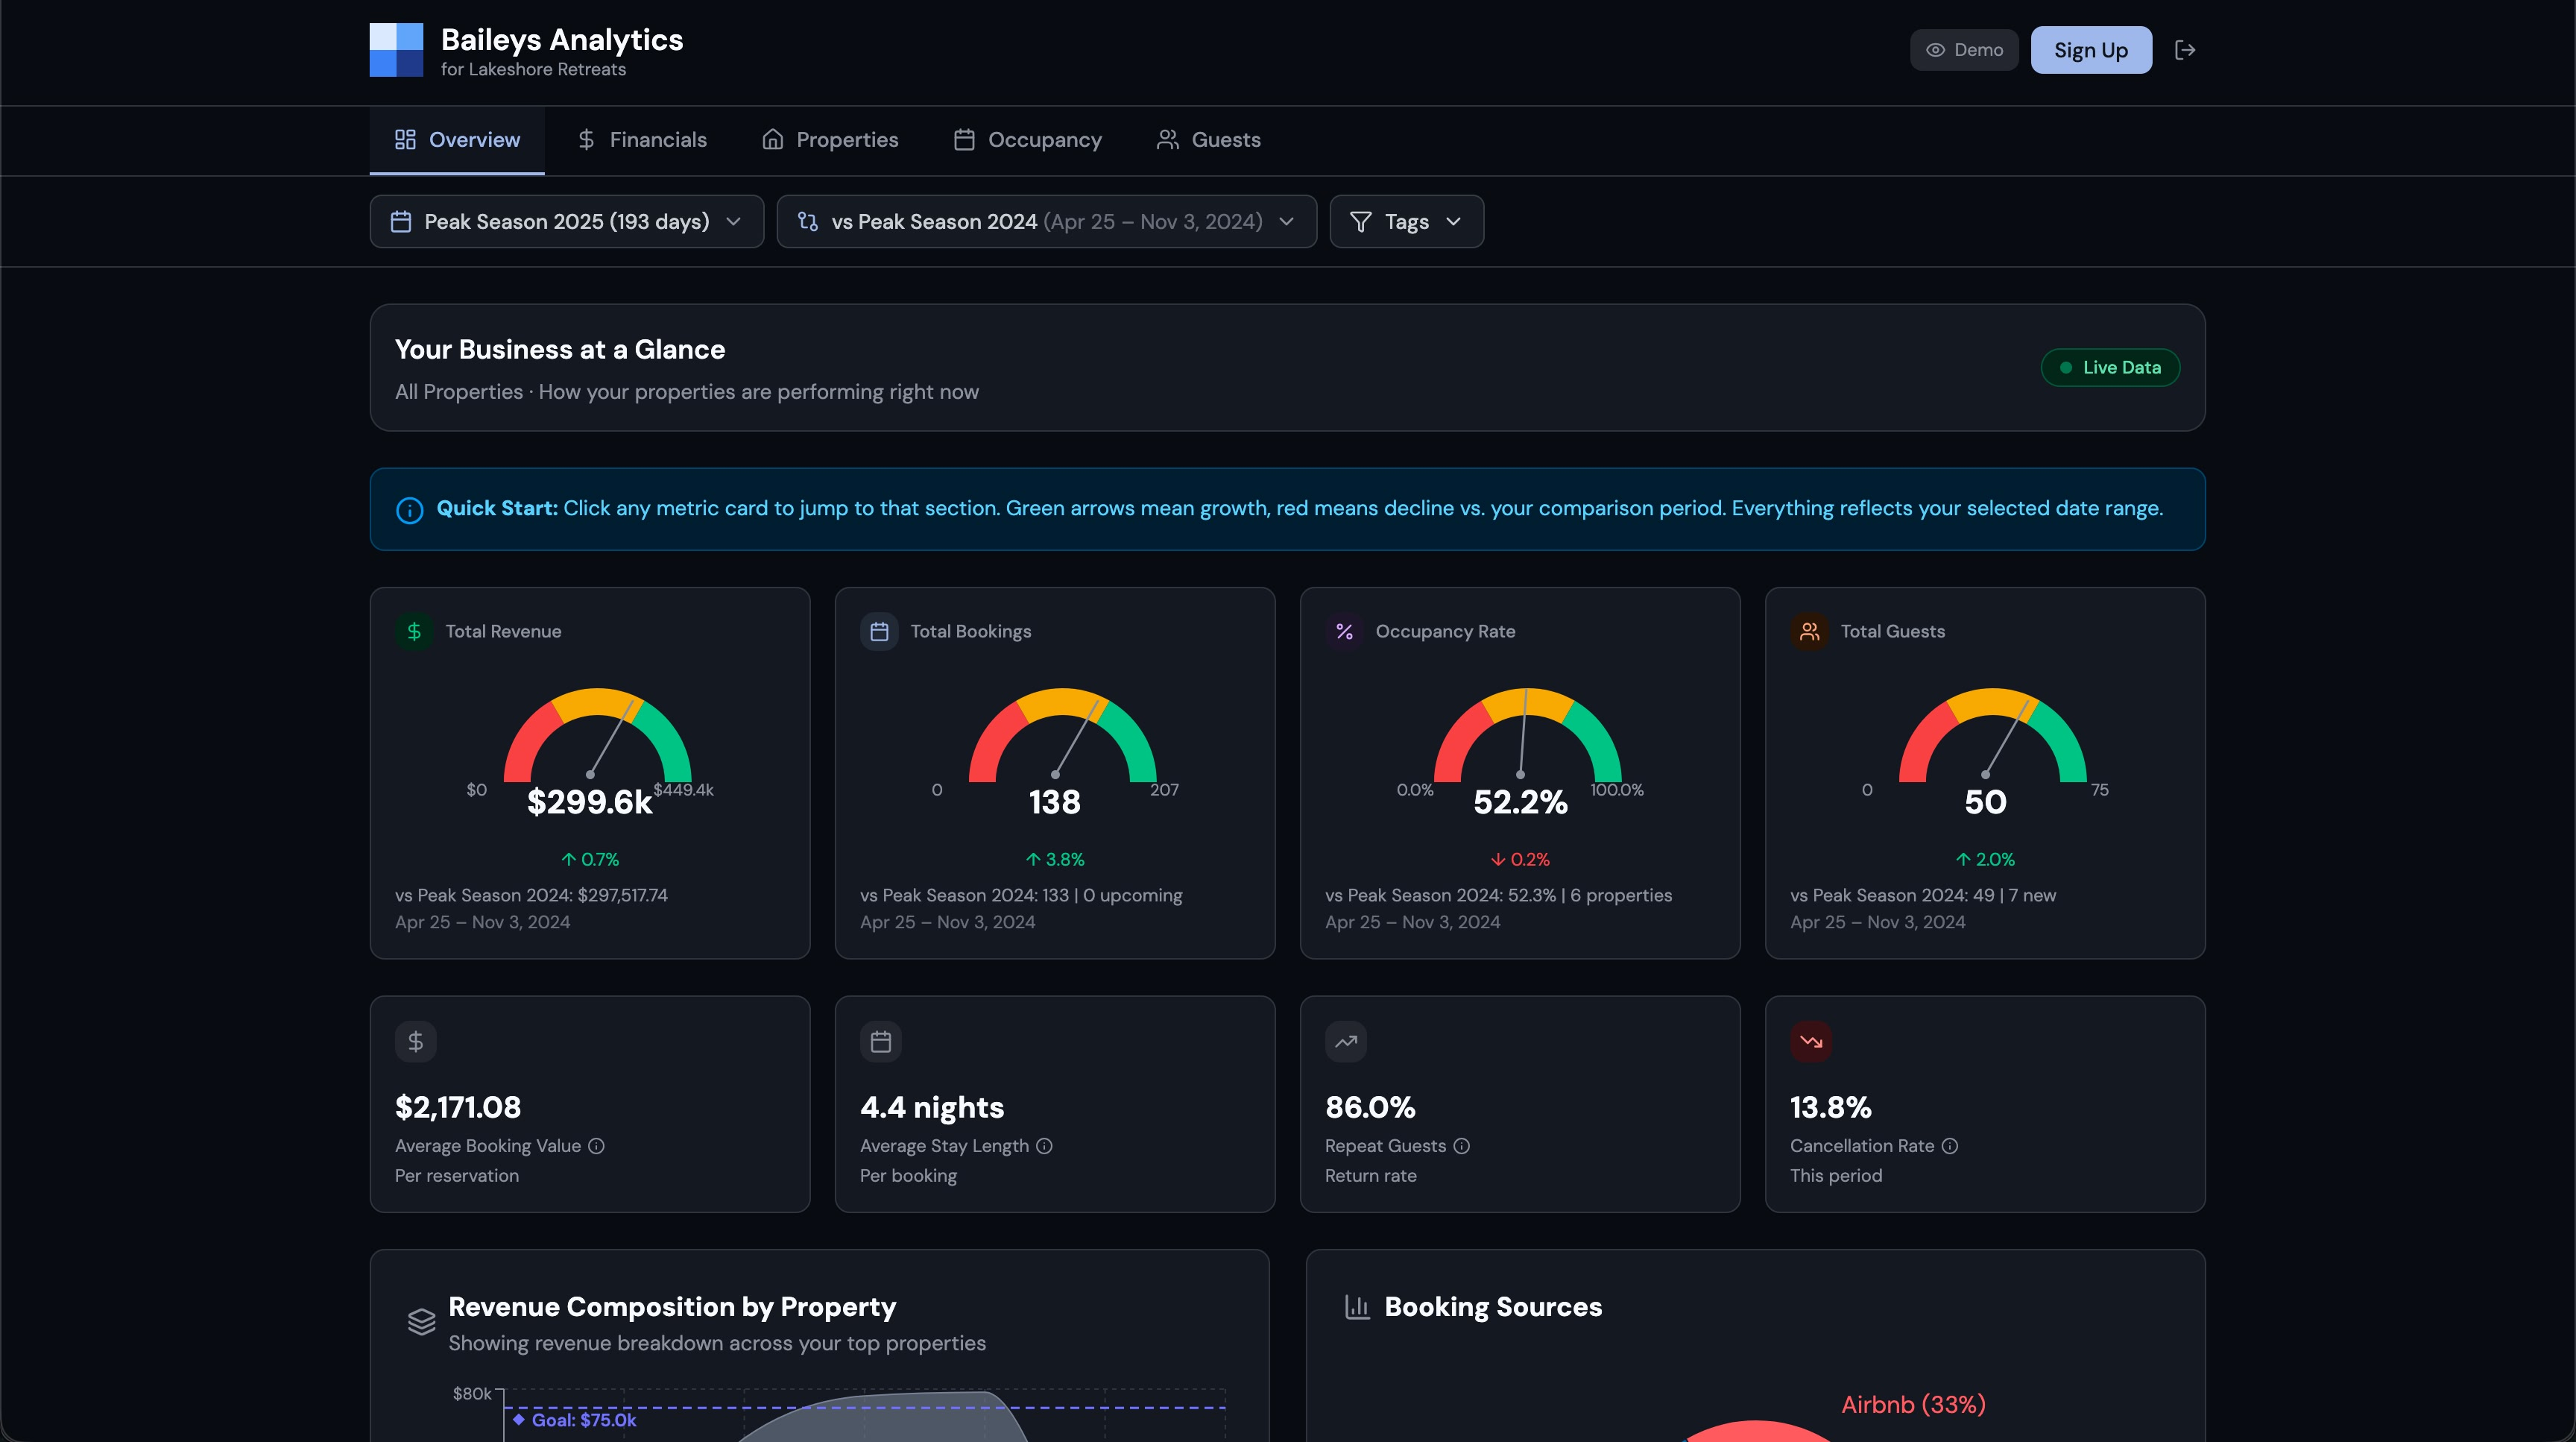 Baileys Analytics
for Lakeshore Retreats
Demo
Sign Up
Overview
Financials
Properties
Occupancy
Guests
Peak Season 2025 (193 days)
vs Peak Season 2024 (Apr 25 – Nov 3, 2024)
Tags
Your Business at a Glance
All Properties · How your properties are performing right now
Live Data
Quick Start: Click any metric card to jump to that section. Green arrows mean growth, red means decline vs. your comparison period. Everything reflects your selected date range.
Total Revenue
$0
$299.6k
$449.4k
↑ 0.7%
vs Peak Season 2024: $297,517.74
Apr 25 – Nov 3, 2024
Total Bookings
0
138
207
↑ 3.8%
vs Peak Season 2024: 133 | 0 upcoming
Apr 25 – Nov 3, 2024
Occupancy Rate
0.0%
52.2%
100.0%
↓ 0.2%
vs Peak Season 2024: 52.3% | 6 properties
Apr 25 – Nov 3, 2024
Total Guests
0
50
75
↑ 2.0%
vs Peak Season 2024: 49 | 7 new
Apr 25 – Nov 3, 2024
$2,171.08
Average Booking Value
Per reservation
4.4 nights
Average Stay Length
Per booking
86.0%
Repeat Guests
Return rate
13.8%
Cancellation Rate
This period
Revenue Composition by Property
Showing revenue breakdown across your top properties
$80k
Goal: $75.0k
Booking Sources
Airbnb (33%)